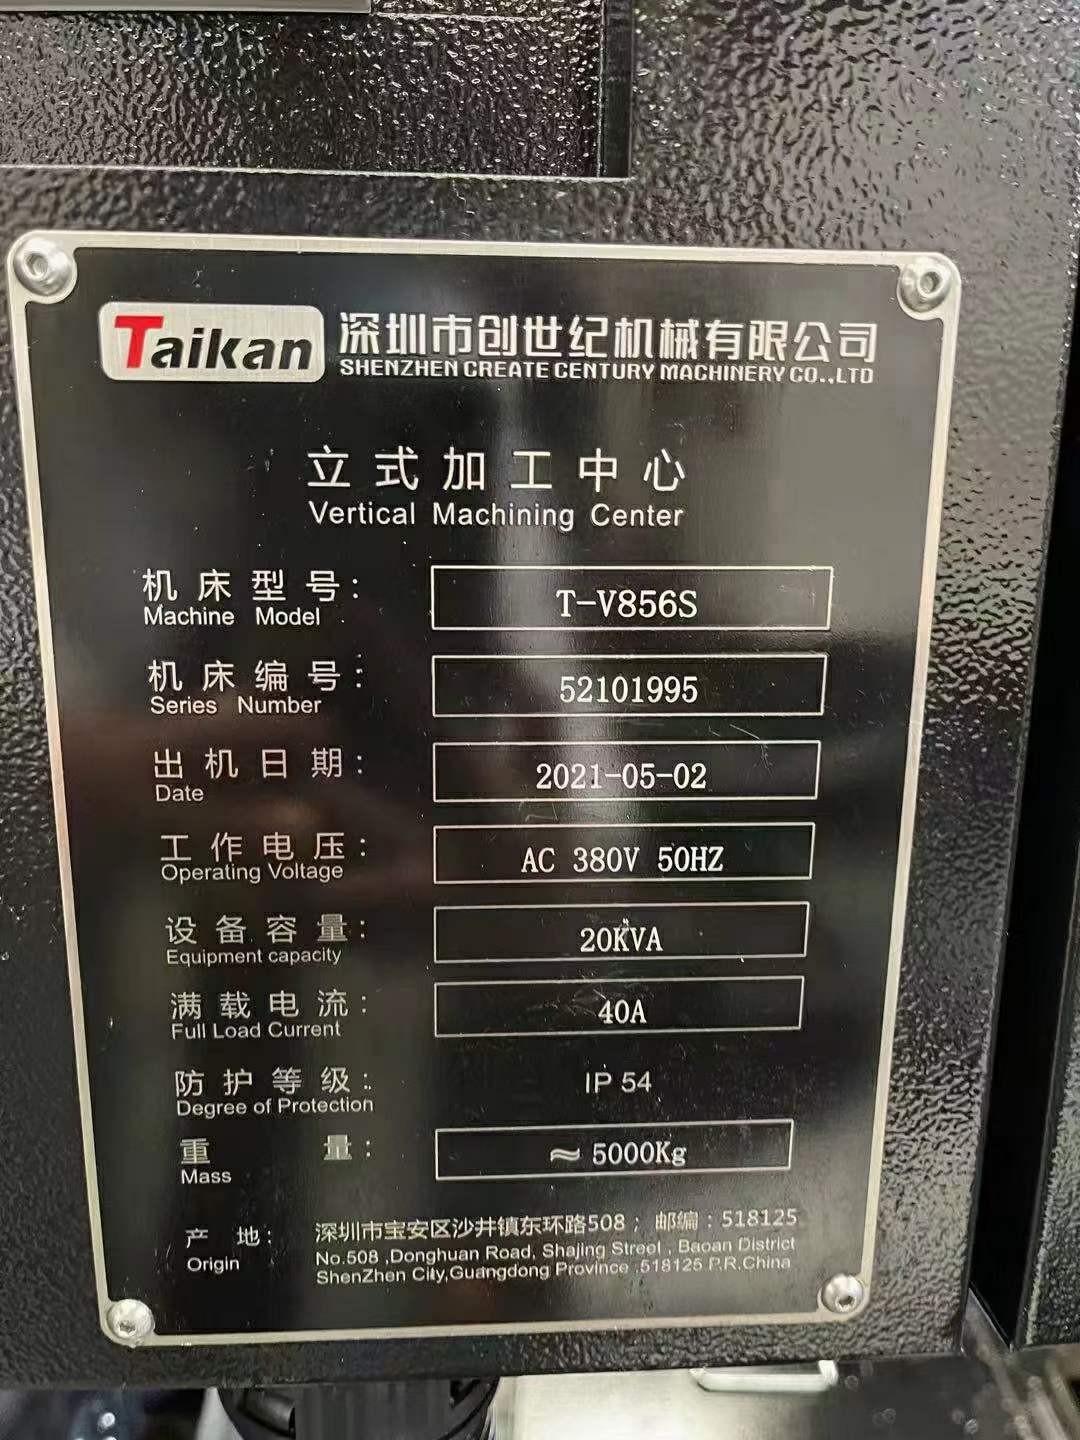 Taikan 深圳市创世纪机械有限公司
SHENZHEN CREATE CENTURY MACHINERY CO.,LTD
立式加工中心
Vertical Machining Center
机床型号： T-V856S
Machine Model
机床编号： 52101995
Series Number
出机日期： 2021-05-02
Date
工作电压： AC 380V 50HZ
Operating Voltage
设备容量： 20KVA
Equipment capacity
满载电流： 40A
Full Load Current
防护等级： IP 54
Degree of Protection
重量： ≈ 5000Kg
Mass
产地： 深圳市宝安区沙井镇东环路508； 邮编：518125
Origin No.508 ,Donghuan Road, Shajing Street , Baoan District
ShenZhen City,Guangdong Province .518125 P.R.China